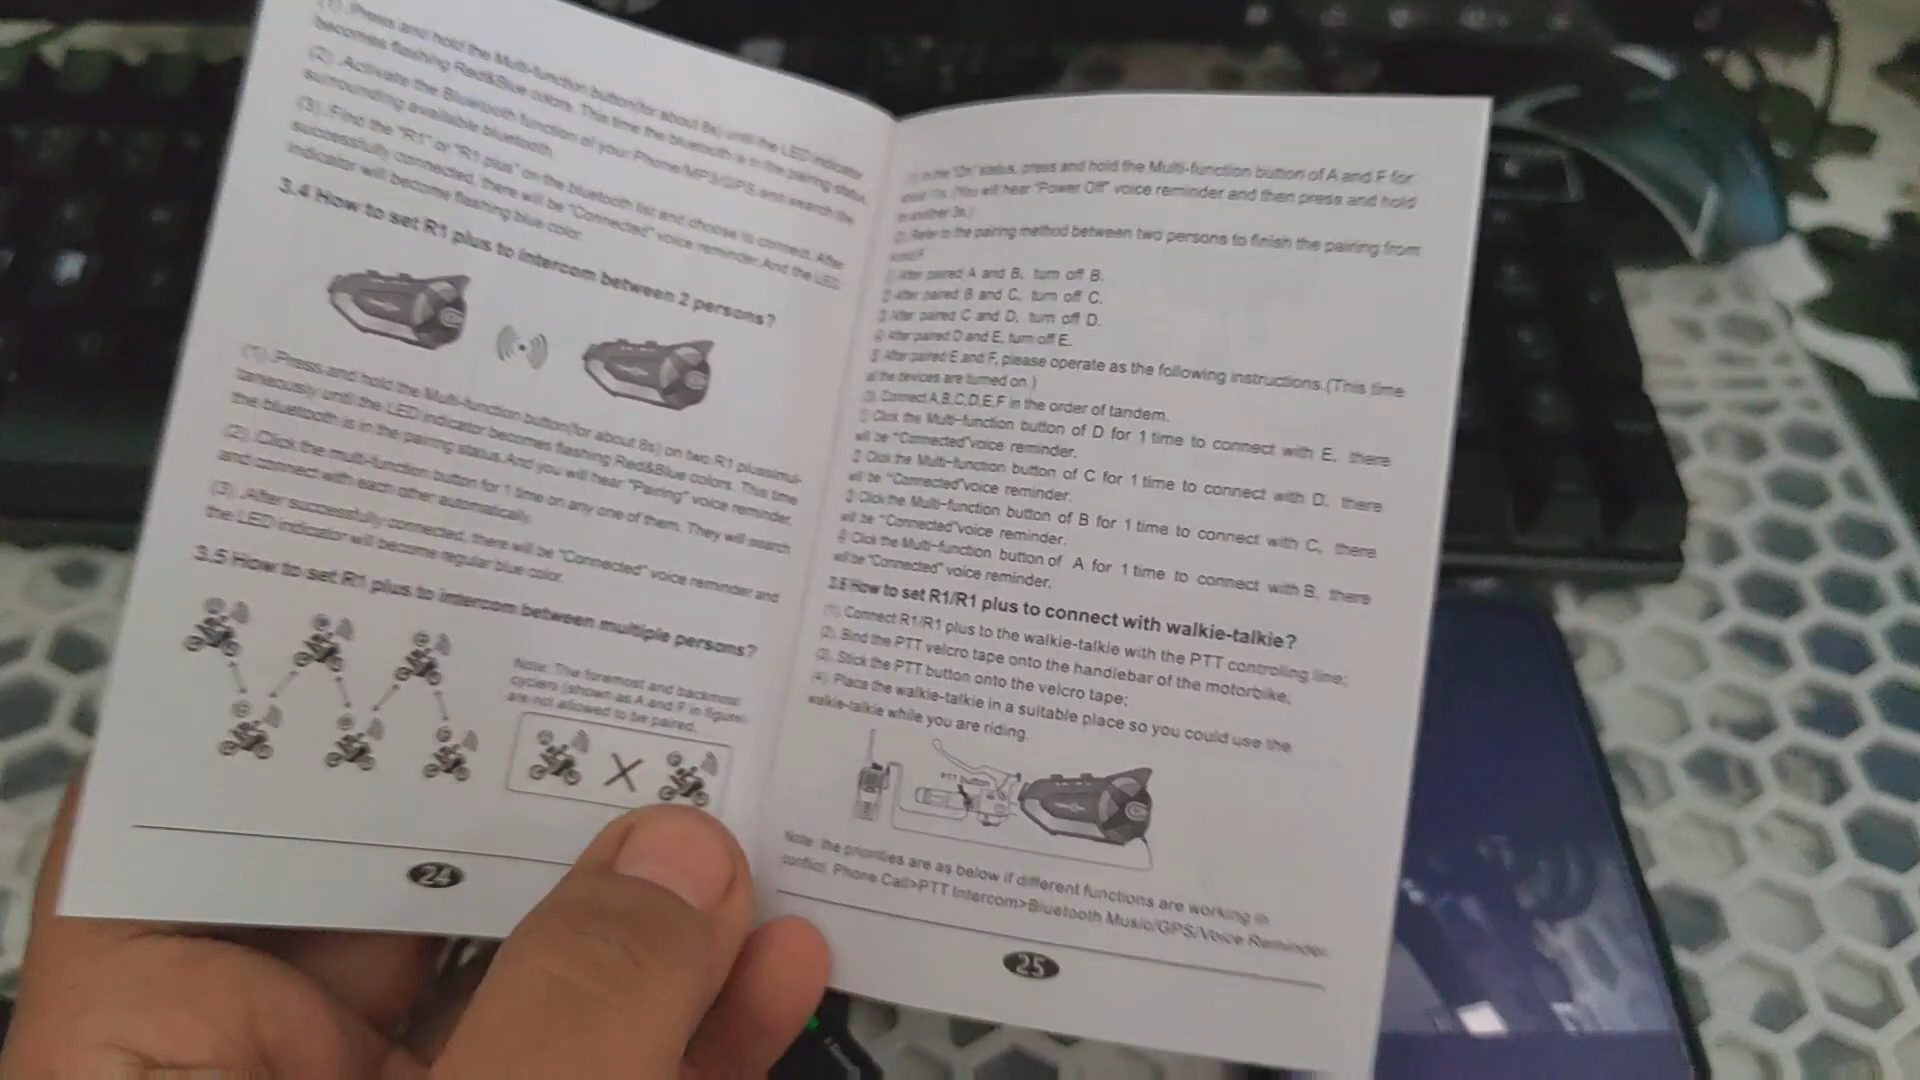 (1) .Press and hold the Multi-function button(for about 8s) until the LED indicator
becomes flashing Red&Blue colors. This time the bluetooth is in the pairing status.
(2) .Activate the Bluetooth function of your Phone/MP3/GPS and search the
surrounding available bluetooth.
(3) .Find the "R1" or "R1 plus" on the bluetooth list and choose to connect. After
successfully connected, there will be "Connected" voice reminder.And the LED
indicator will become flashing blue color.
3.4 How to set R1 plus to intercom between 2 persons?
(1) .Press and hold the Multi-function button(for about 8s) on two R1 plussimul-
taneously until the LED indicator becomes flashing Red&Blue colors. This time
the bluetooth is in the pairing status.And you will hear "Pairing" voice reminder.
(2) .Click the multi-function button for 1 time on any one of them. They will search
and connect with each other automatically.
(3) .After successfully connected, there will be "Connected" voice reminder and
the LED indicator will become regular blue color.
3.5 How to set R1 plus to intercom between multiple persons?
Note: The foremost and backmost
cyclers (shown as A and F in figure)
are not allowed to be paired.
24
status, press and hold the Multi-function button of A and F for
(You will hear "Power Off" voice reminder and then press and hold
another 3s.)
Refer to the pairing method between two persons to finish the pairing from
After paired A and B, turn off B.
After paired B and C, turn off C.
After paired C and D, turn off D.
After paired D and E, turn off E.
After paired E and F, please operate as the following instructions.(This time
all the devices are turned on.)
Connect A,B,C,D,E,F in the order of tandem.
Click the Multi-function button of D for 1 time to connect with E, there
will be "Connected"voice reminder.
Click the Multi-function button of C for 1 time to connect with D, there
will be "Connected"voice reminder.
Click the Multi-function button of B for 1 time to connect with C, there
will be "Connected"voice reminder.
Click the Multi-function button of A for 1 time to connect with B, there
will be "Connected" voice reminder.
3.6 How to set R1/R1 plus to connect with walkie-talkie?
(1). Connect R1/R1 plus to the walkie-talkie with the PTT controlling line;
(2). Bind the PTT velcro tape onto the handlebar of the motorbike;
(3). Stick the PTT button onto the velcro tape;
(4). Place the walkie-talkie in a suitable place so you could use the
walkie-talkie while you are riding.
PTT button
Note: the priorities are as below if different functions are working in
conflict. Phone Call>PTT Intercom>Bluetooth Music/GPS/Voice Reminder.
25